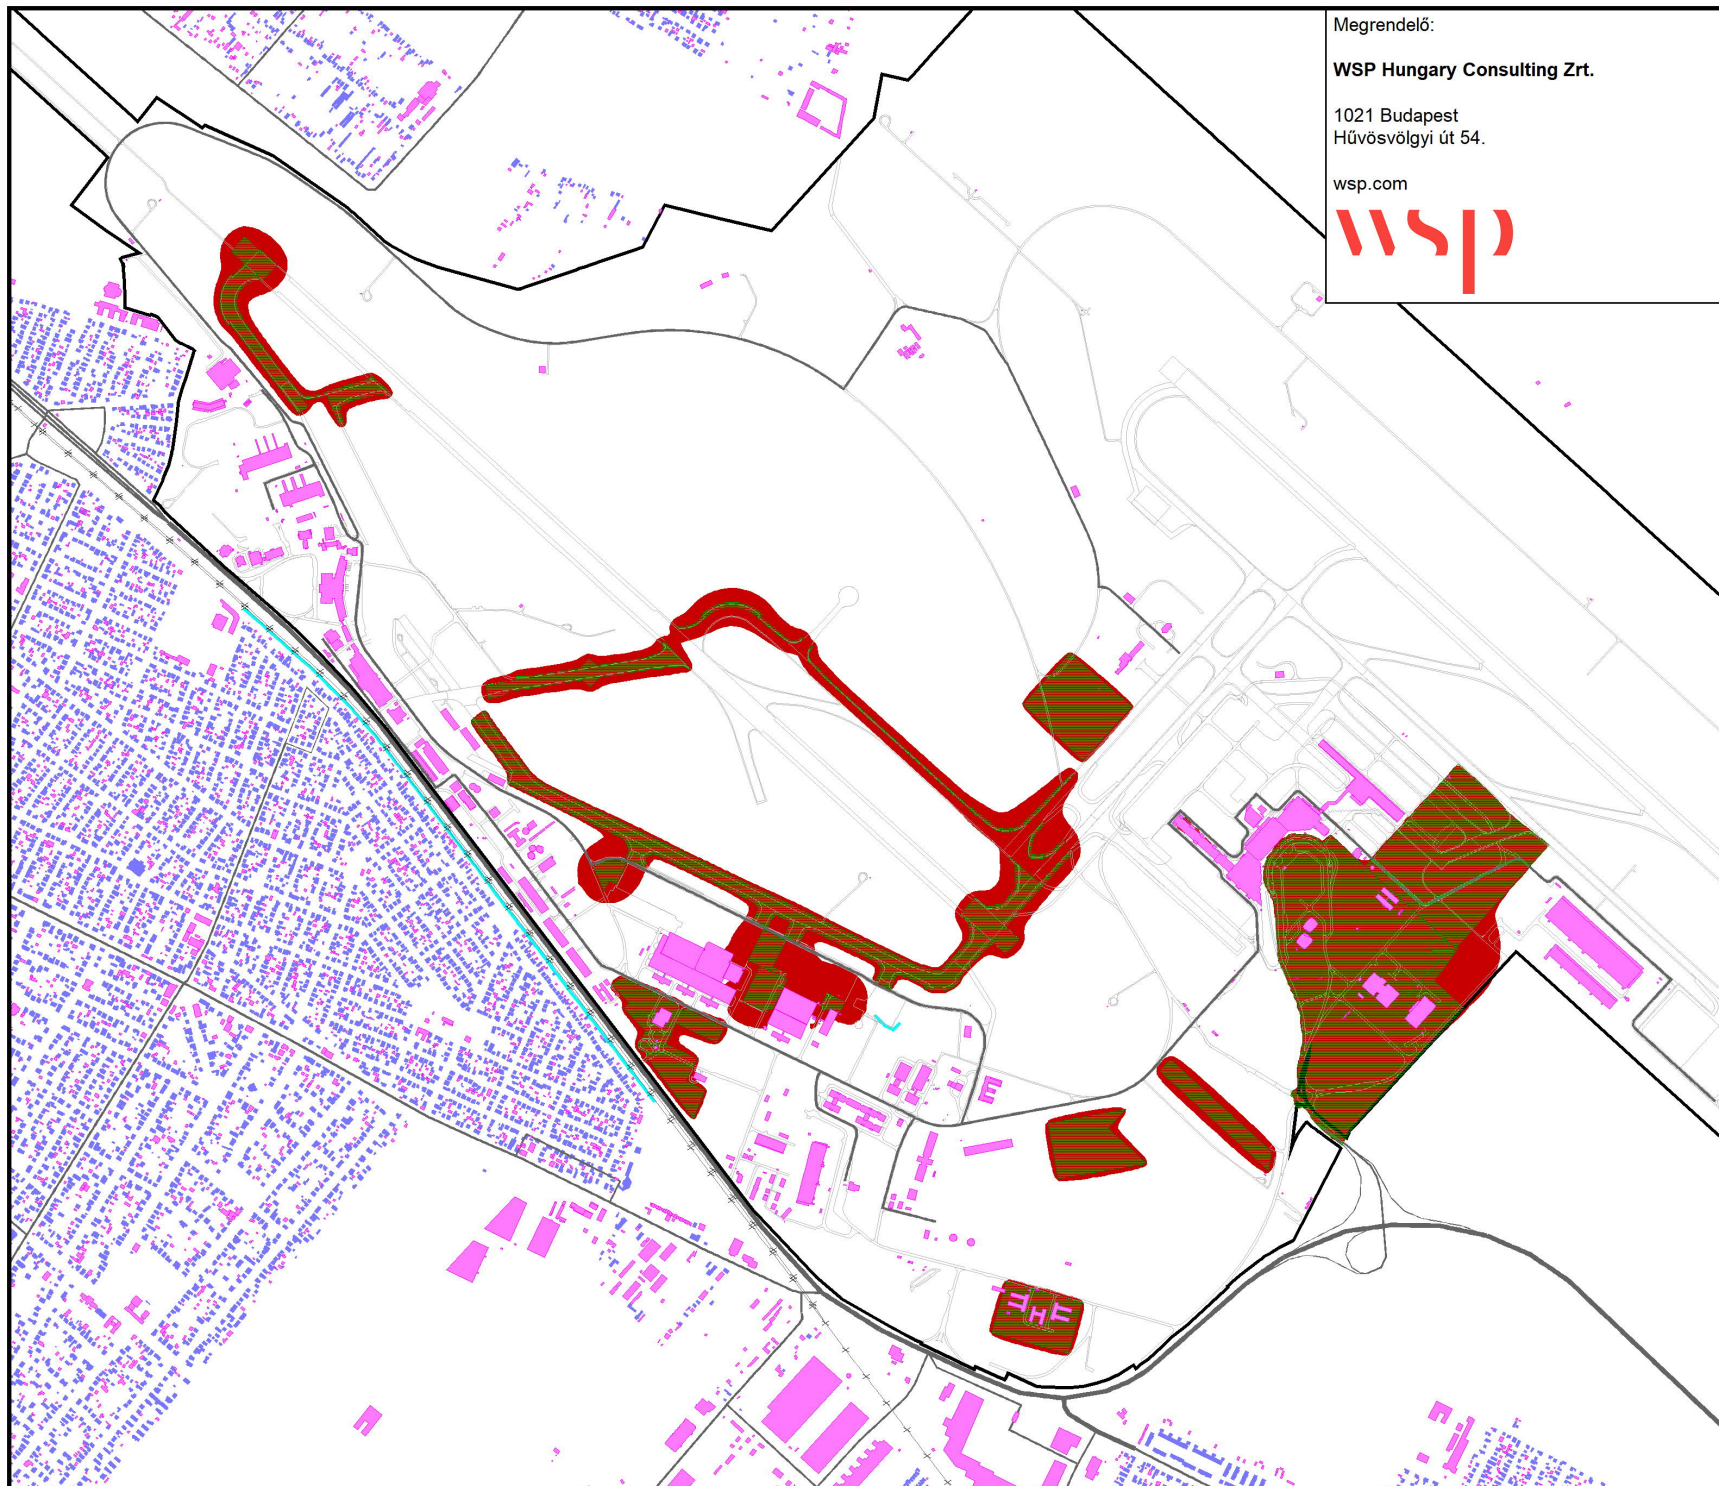 Megrendelő:
WSP Hungary Consulting Zrt.
1021 Budapest
Hűvösvölgyi út 54.
wsp.com
wsp